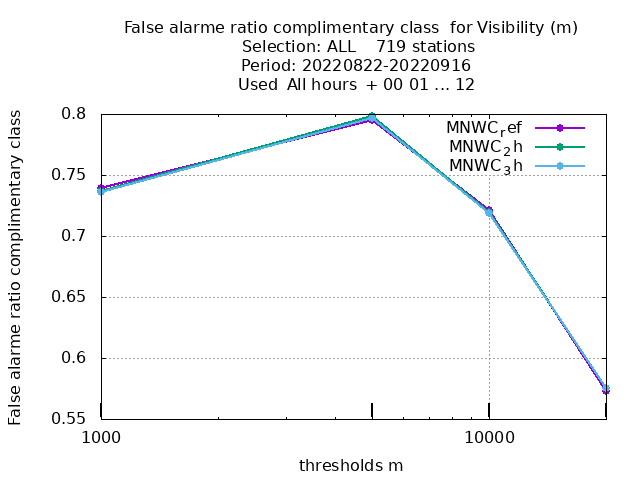 False alarme ratio complimentary class  for Visibility (m)
Selection: ALL    719 stations
Period: 20220822-20220916
Used  All hours  + 00 01 ... 12
False alarme ratio complimentary class
0.8
0.75
0.7
0.65
0.6
0.55
MNWC_ref
MNWC_2h
MNWC_3h
1000
10000
thresholds m